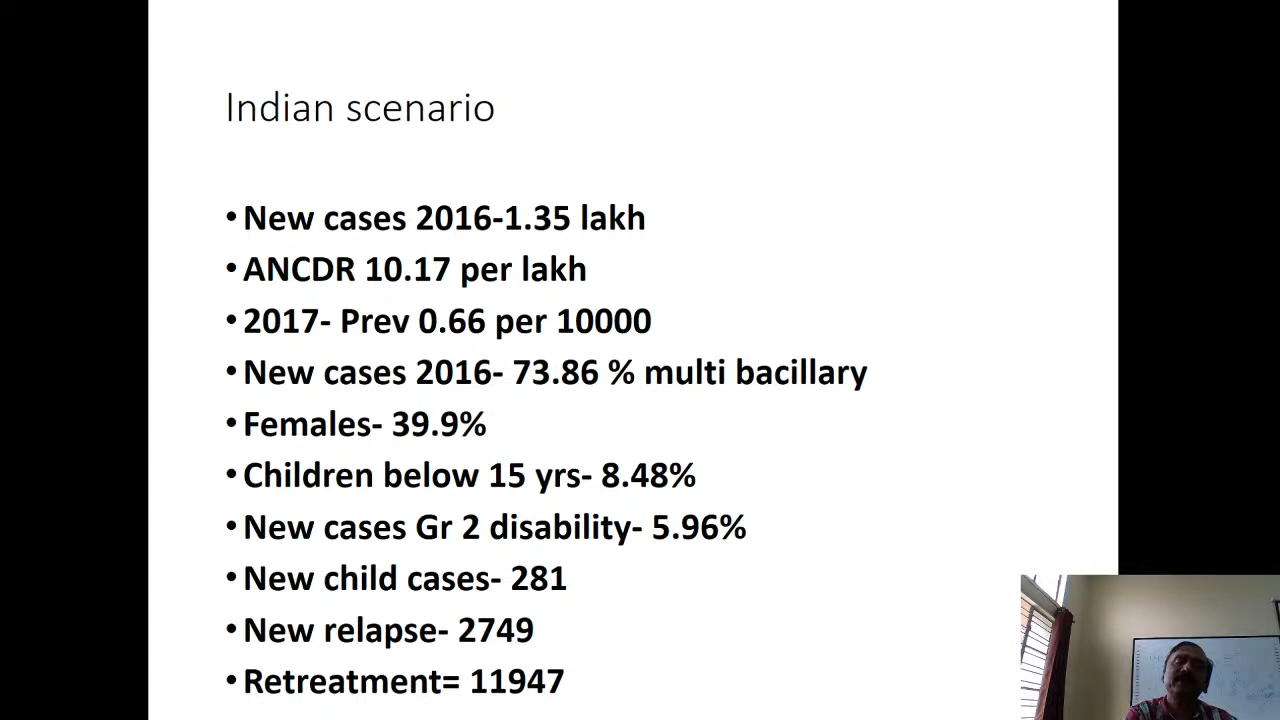 Indian scenario
•New cases 2016-1.35 lakh
•ANCDR 10.17 per lakh
•2017- Prev 0.66 per 10000
•New cases 2016- 73.86 % multi bacillary
•Females- 39.9%
•Children below 15 yrs- 8.48%
•New cases Gr 2 disability- 5.96%
•New child cases- 281
•New relapse- 2749
•Retreatment= 11947